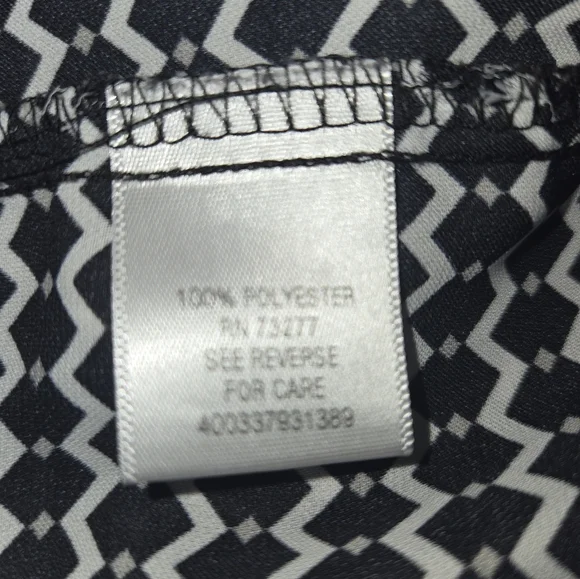 100% POLYESTER
RN 73277
SEE REVERSE
FOR CARE
400337931389